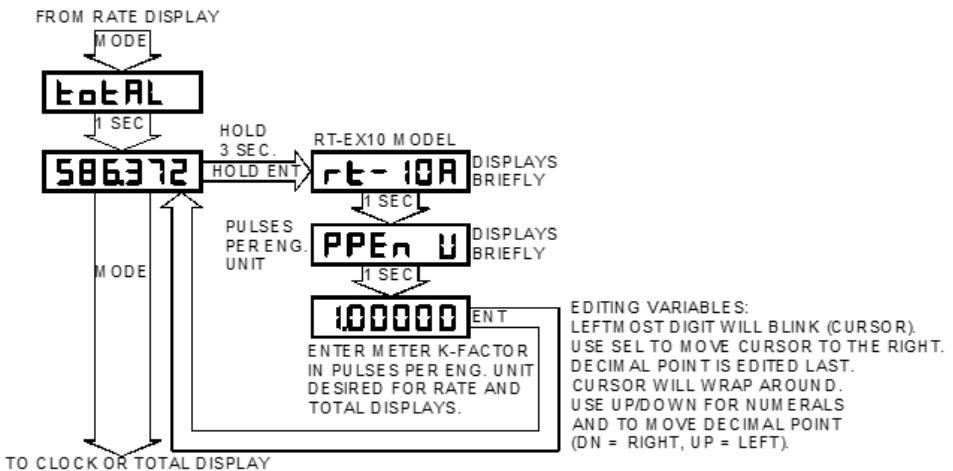 FROM RATE DISPLAY
MODE
totAL
1 SEC
586.372
HOLD
3 SEC.
HOLD ENT
RT-EX10 MODEL
rt-10A
DISPLAYS
BRIEFLY
1 SEC
PULSES
PER ENG.
UNIT
PPEn U
DISPLAYS
BRIEFLY
1 SEC
MODE
1.00000
ENT
ENTER METER K-FACTOR
IN PULSES PER ENG. UNIT
DESIRED FOR RATE AND
TOTAL DISPLAYS.
EDITING VARIABLES:
LEFTMOST DIGIT WILL BLINK (CURSOR).
USE SEL TO MOVE CURSOR TO THE RIGHT.
DECIMAL POINT IS EDITED LAST.
CURSOR WILL WRAP AROUND.
USE UP/DOWN FOR NUMERALS
AND TO MOVE DECIMAL POINT
(DN = RIGHT, UP = LEFT).
TO CLOCK OR TOTAL DISPLAY